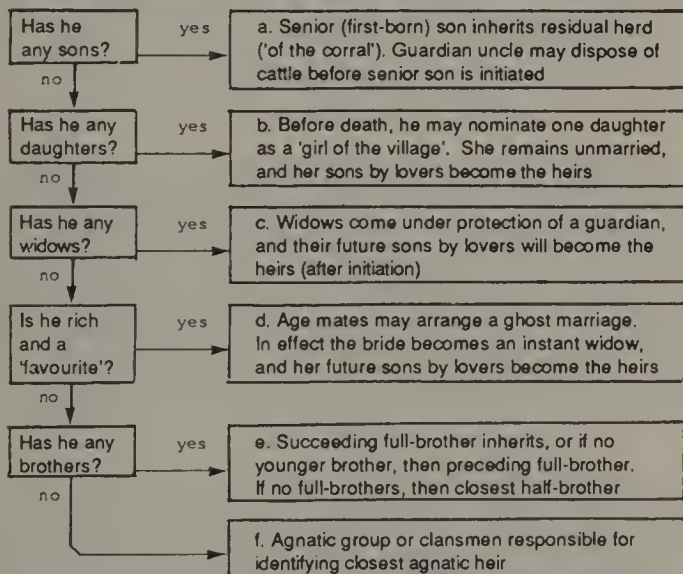 Has he
any sons?
yes
a. Senior (first-born) son inherits residual herd
('of the corral'). Guardian uncle may dispose of
cattle before senior son is initiated
no
Has he any
daughters?
yes
b. Before death, he may nominate one daughter
as a 'girl of the village'. She remains unmarried,
and her sons by lovers become the heirs
no
Has he any
widows?
yes
c. Widows come under protection of a guardian,
and their future sons by lovers will become the
heirs (after initiation)
no
Is he rich
and a
'favourite'?
yes
d. Age mates may arrange a ghost marriage.
In effect the bride becomes an instant widow,
and her future sons by lovers become the heirs
no
Has he any
brothers?
yes
e. Succeeding full-brother inherits, or if no
younger brother, then preceding full-brother.
If no full-brothers, then closest half-brother
no
f. Agnatic group or clansmen responsible for
identifying closest agnatic heir